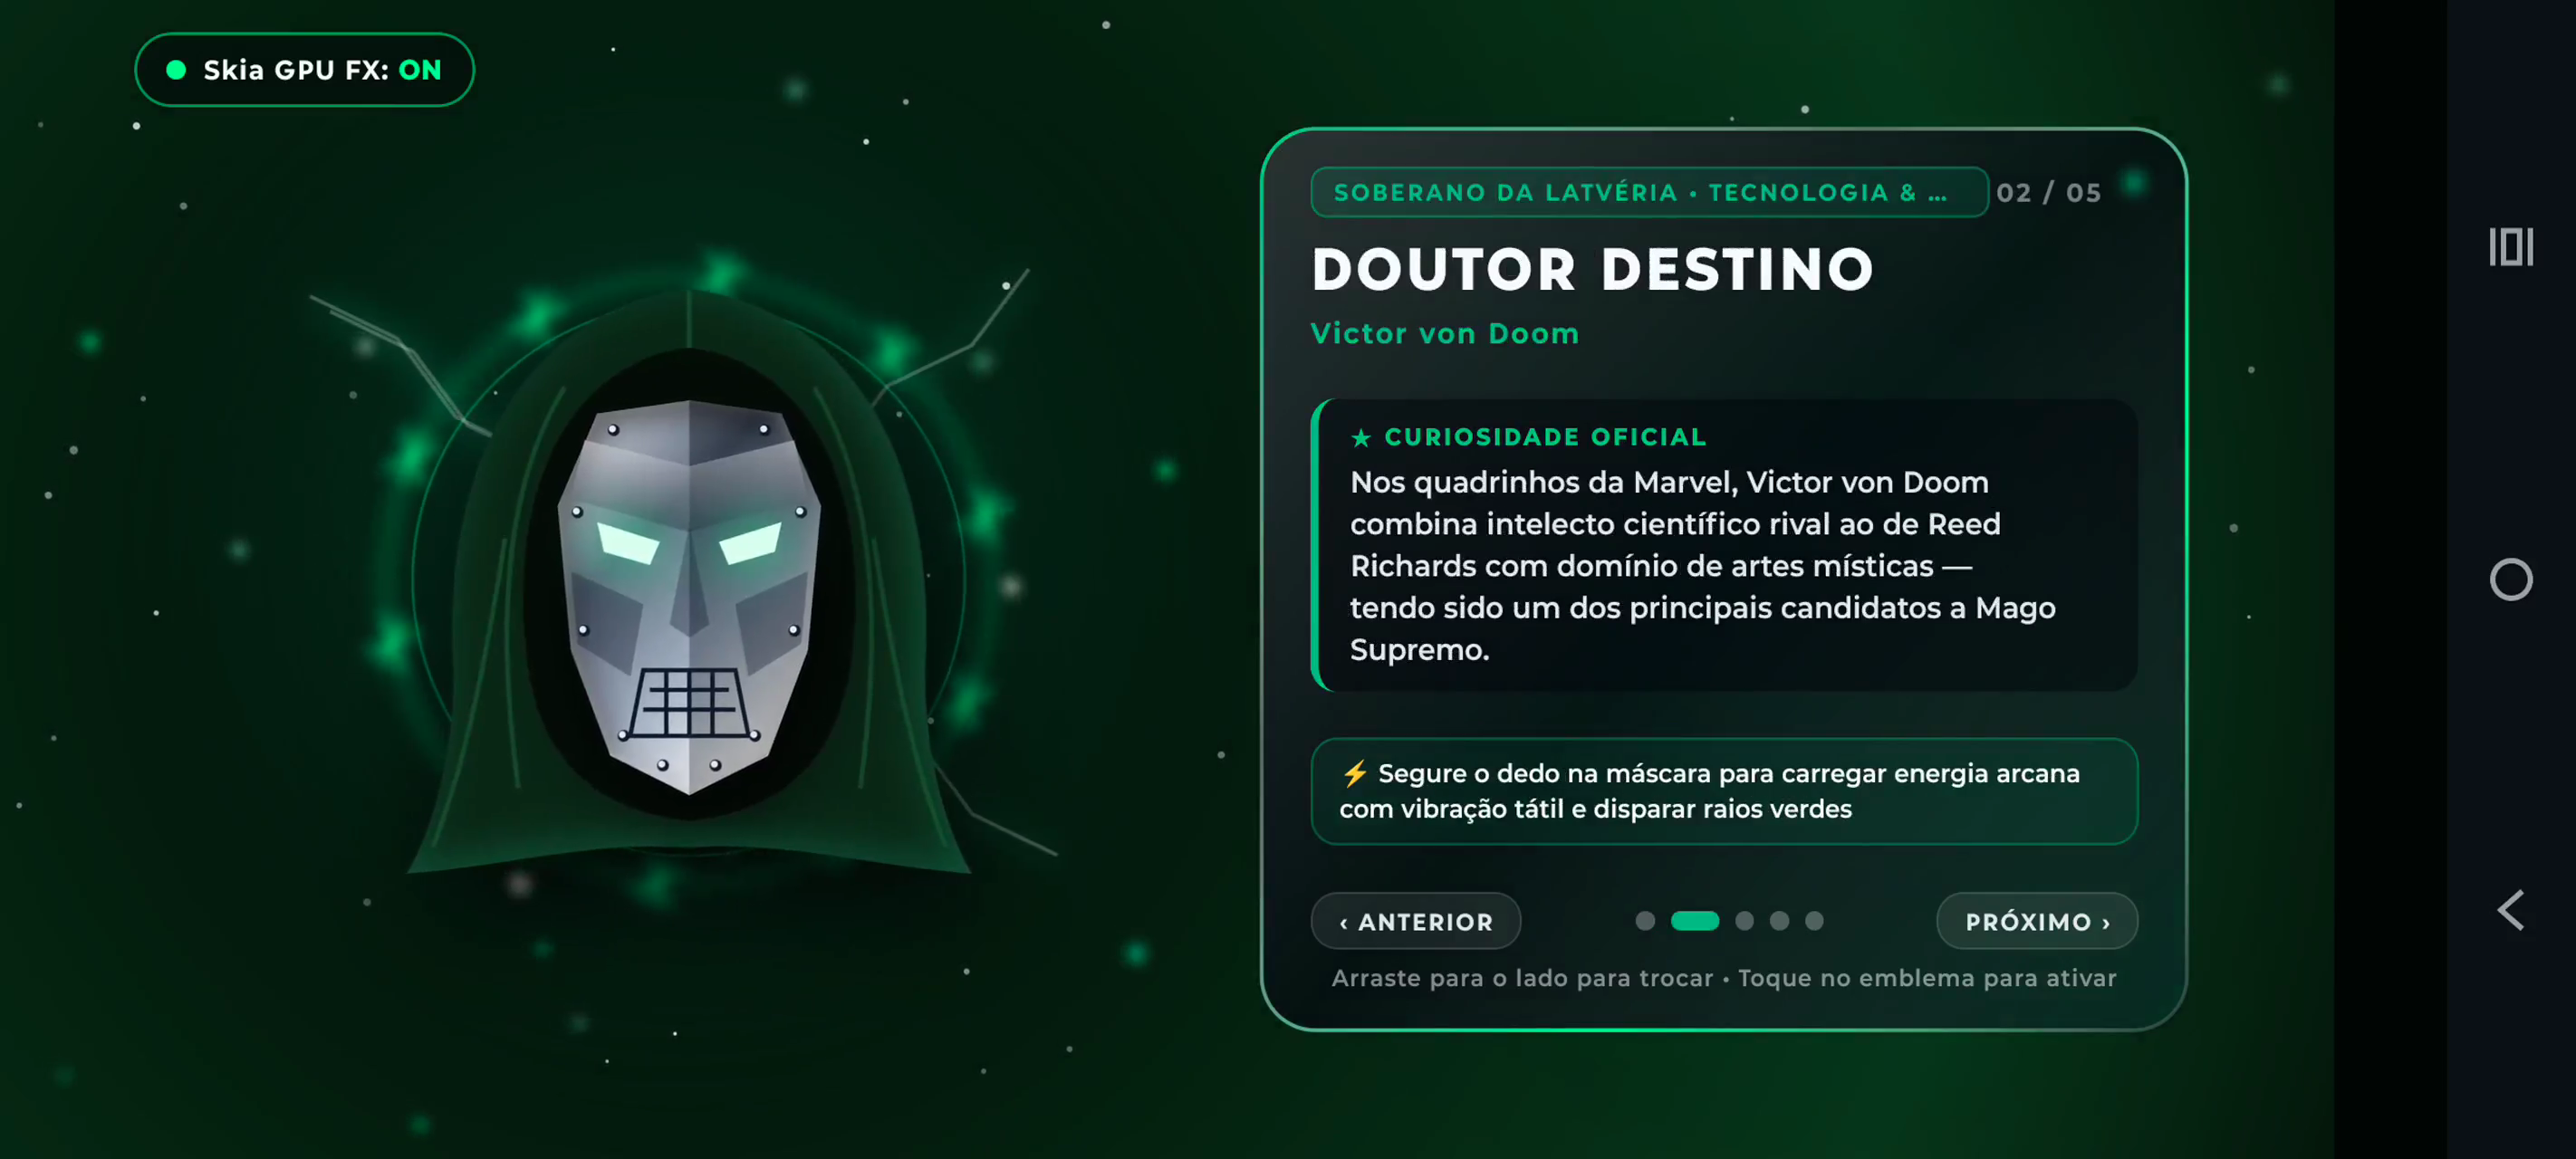 Skia GPU FX: ON
SOBERANO DA LATVÉRIA • TECNOLOGIA & ...
02 / 05
DOUTOR DESTINO
Victor von Doom
★ CURIOSIDADE OFICIAL
Nos quadrinhos da Marvel, Victor von Doom
combina intelecto científico rival ao de Reed
Richards com domínio de artes místicas —
tendo sido um dos principais candidatos a Mago
Supremo.
⚡ Segure o dedo na máscara para carregar energia arcana
com vibração tátil e disparar raios verdes
‹ ANTERIOR
PRÓXIMO ›
Arraste para o lado para trocar • Toque no emblema para ativar